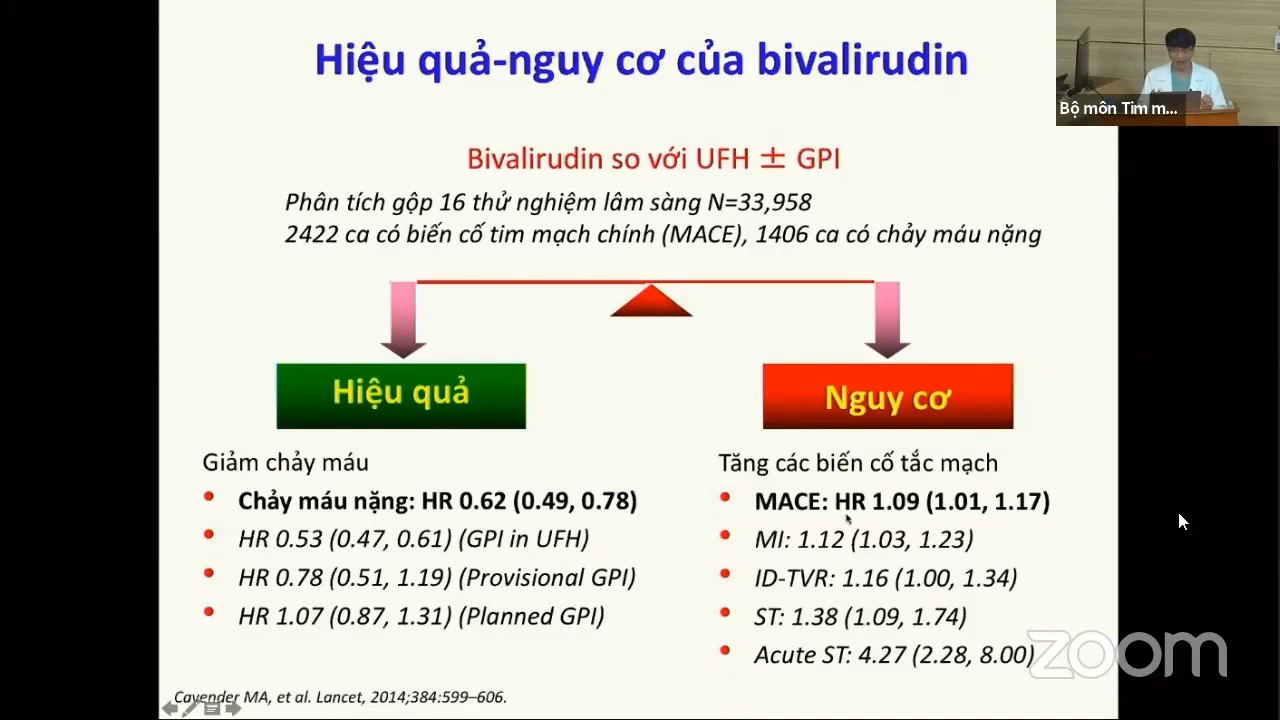 Hiệu quả-nguy cơ của bivalirudin
Bộ môn Tim m...
Bivalirudin so với UFH ± GPI
Phân tích gộp 16 thử nghiệm lâm sàng N=33,958
2422 ca có biến cố tim mạch chính (MACE), 1406 ca có chảy máu nặng
Hiệu quả
Nguy cơ
Giảm chảy máu
• Chảy máu nặng: HR 0.62 (0.49, 0.78)
• HR 0.53 (0.47, 0.61) (GPI in UFH)
• HR 0.78 (0.51, 1.19) (Provisional GPI)
• HR 1.07 (0.87, 1.31) (Planned GPI)
Tăng các biến cố tắc mạch
• MACE: HR 1.09 (1.01, 1.17)
• MI: 1.12 (1.03, 1.23)
• ID-TVR: 1.16 (1.00, 1.34)
• ST: 1.38 (1.09, 1.74)
• Acute ST: 4.27 (2.28, 8.00)
zoom
Cavender MA, et al. Lancet, 2014;384:599–606.